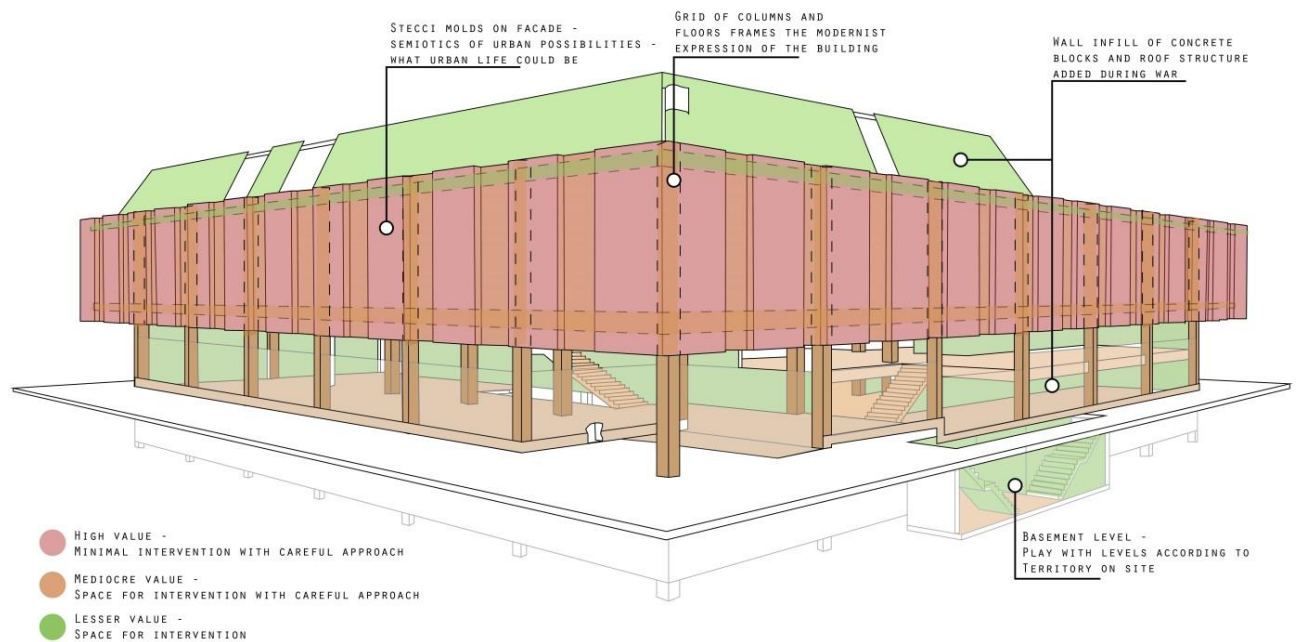 STECCI MOLDS ON FACADE -
SEMIOTICS OF URBAN POSSIBILITIES -
WHAT URBAN LIFE COULD BE
GRID OF COLUMNS AND
FLOORS FRAMES THE MODERNIST
EXPRESSION OF THE BUILDING
WALL INFILL OF CONCRETE
BLOCKS AND ROOF STRUCTURE
ADDED DURING WAR
HIGH VALUE -
MINIMAL INTERVENTION WITH CAREFUL APPROACH
MEDIOCRE VALUE -
SPACE FOR INTERVENTION WITH CAREFUL APPROACH
LESSER VALUE -
SPACE FOR INTERVENTION
BASEMENT LEVEL -
PLAY WITH LEVELS ACCORDING TO
TERRITORY ON SITE